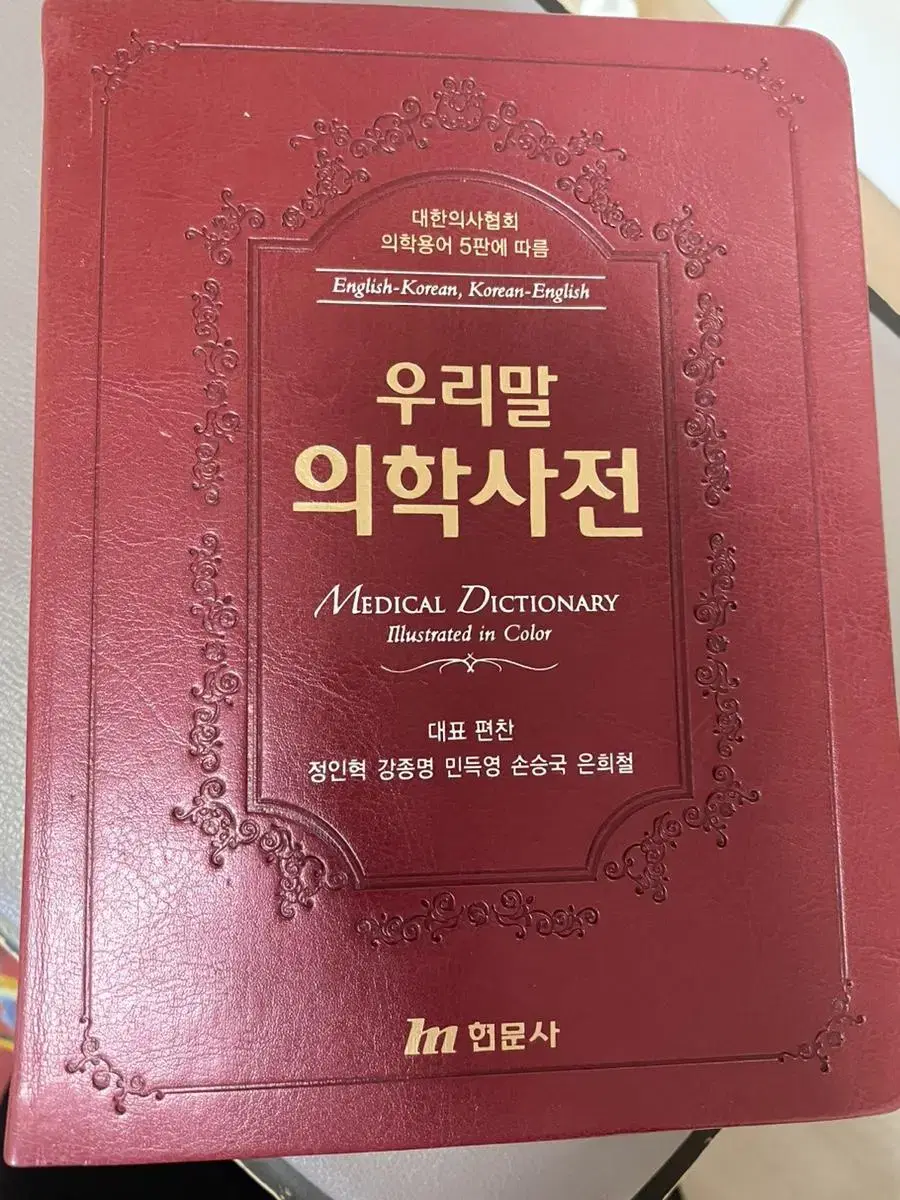 대한의사협회
의학용어 5판에 따름
English-Korean, Korean-English
우리말
의학사전
MEDICAL DICTIONARY
Illustrated in Color
대표 편찬
정인혁 강종명 민득영 손승국 은희철
hm 현문사